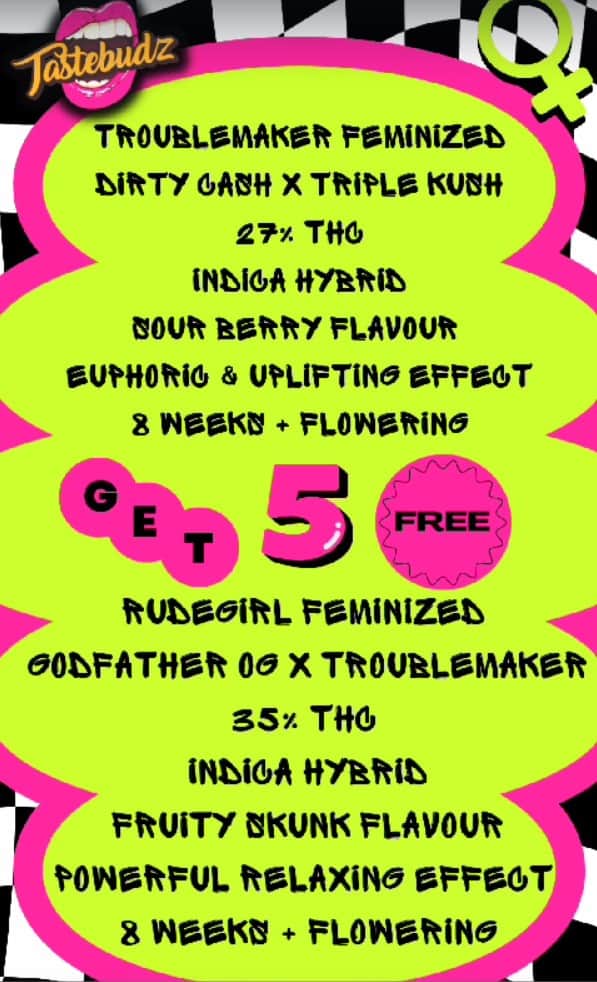 Tastebudz
TROUBLEMAKER FEMINIZED
DIRTY CASH X TRIPLE KUSH
27% THC
INDICA HYBRID
SOUR BERRY FLAVOUR
EUPHORIC & UPLIFTING EFFECT
8 WEEKS + FLOWERING
GET 5 FREE
RUDEGIRL FEMINIZED
GODFATHER OG X TROUBLEMAKER
35% THC
INDICA HYBRID
FRUITY SKUNK FLAVOUR
POWERFUL RELAXING EFFECT
8 WEEKS + FLOWERING